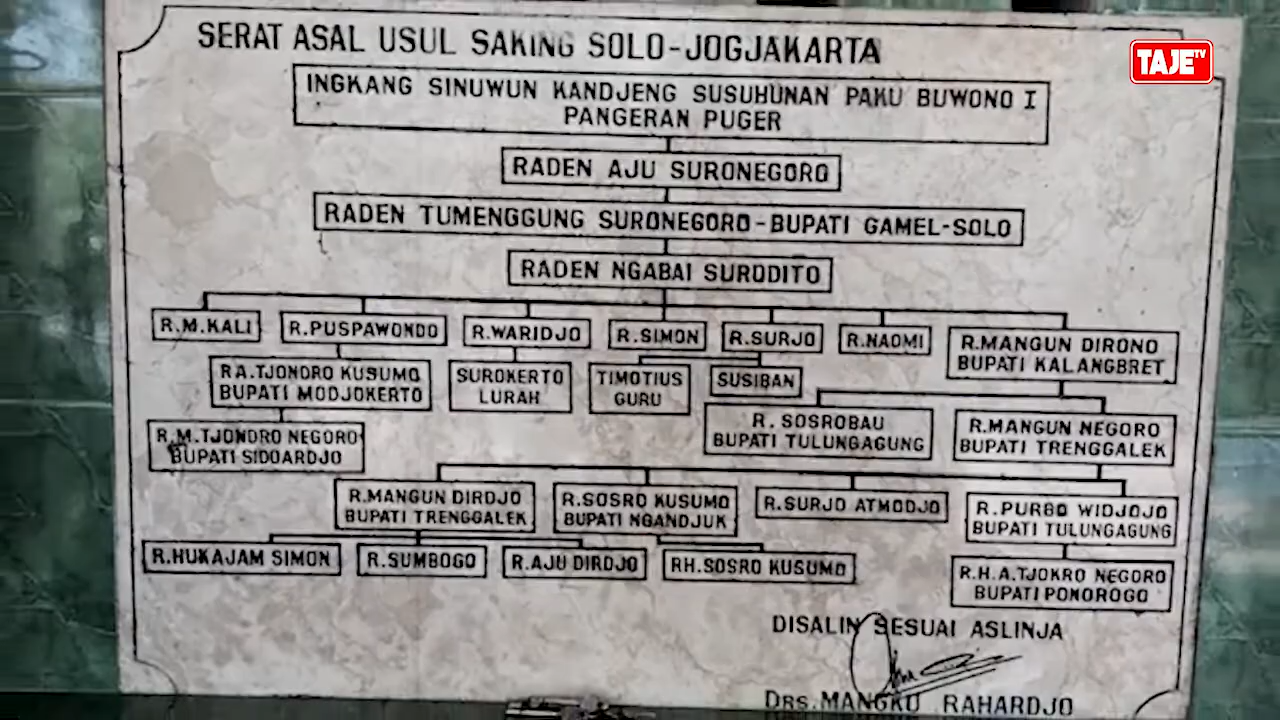 SERAT ASAL USUL SAKING SOLO-JOGJAKARTA
TAJE TV
INGKANG SINUWUN KANDJENG SUSUHUNAN PAKU BUWONO I
PANGERAN PUGER
RADEN AJU SURONEGORO
RADEN TUMENGGUNG SURONEGORO-BUPATI GAMEL-SOLO
RADEN NGABAI SURODITO
R.M.KALI
R.PUSPAWONDO
R.WARIDJO
R.SIMON
R.SURJO
R.NAOMI
R.MANGUN DIRONO
BUPATI KALANGBRET
RA.TJONDRO KUSUMO
BUPATI MODJOKERTO
SUROKERTO
LURAH
TIMOTIUS
GURU
SUSIBAN
R. SOSROBAU
BUPATI TULUNGAGUNG
R.MANGUN NEGORO
BUPATI TRENGGALEK
R.M.TJONDRO NEGORO
BUPATI SIDOARDJO
R.MANGUN DIRDJO
BUPATI TRENGGALEK
R.SOSRO KUSUMO
BUPATI NGANDJUK
R.SURJO ATMODJO
R.PURBO WIDJOJO
BUPATI TULUNGAGUNG
R.HUKAJAM SIMON
R.SUMBOGO
R.AJU DIRDJO
RH.SOSRO KUSUMO
R.H.A.TJOKRO NEGORO
BUPATI PONOROGO
DISALIN SESUAI ASLINJA
DRS.MANGKU RAHARDJO